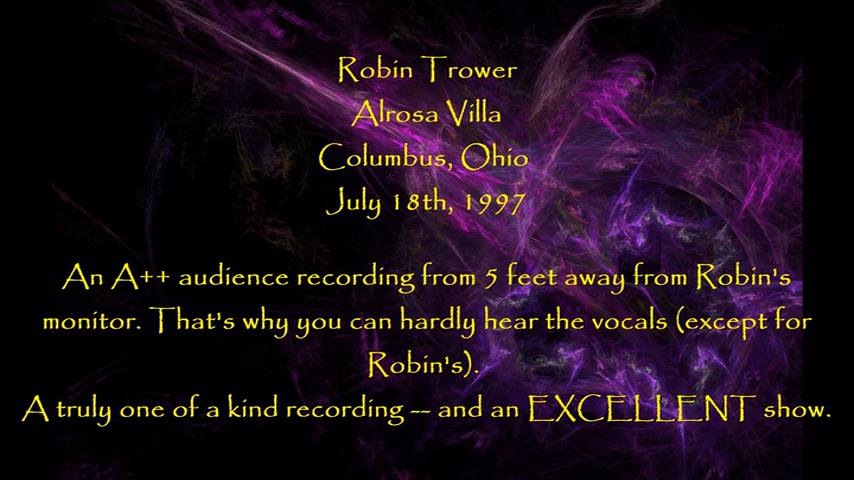 Robin Trower
Alrosa Villa
Columbus, Ohio
July 18th, 1997
An A++ audience recording from 5 feet away from Robin's
monitor. That's why you can hardly hear the vocals (except for
Robin's).
A truly one of a kind recording -- and an EXCELLENT show.